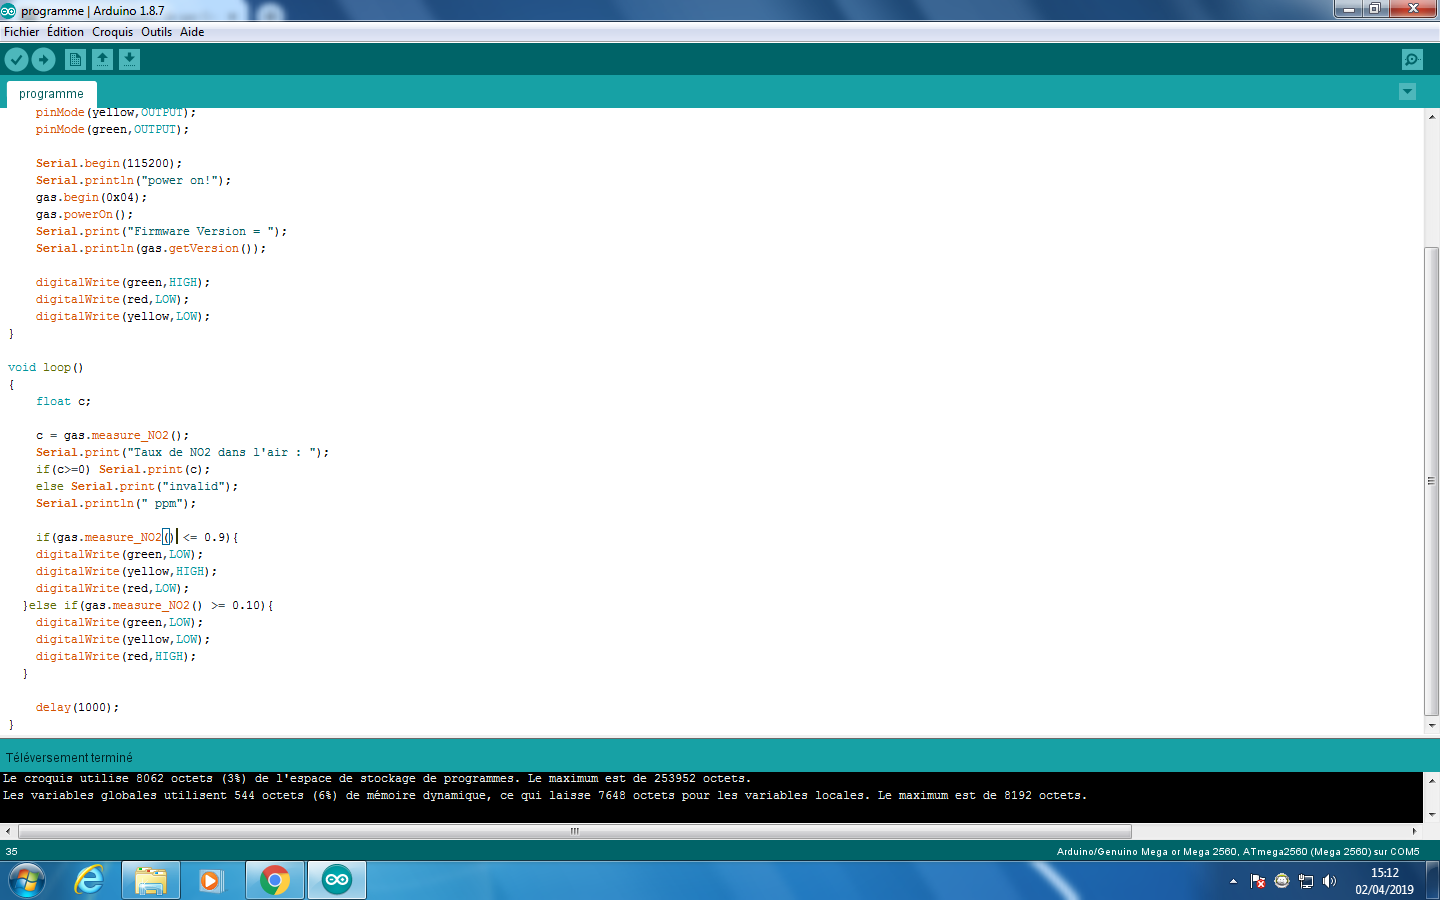 programme | Arduino 1.8.7
Fichier Édition Croquis Outils Aide
programme
pinMode(yellow,OUTPUT);
pinMode(green,OUTPUT);
Serial.begin(115200);
Serial.println("power on!");
gas.begin(0x04);
gas.powerOn();
Serial.print("Firmware Version = ");
Serial.println(gas.getVersion());
digitalWrite(green,HIGH);
digitalWrite(red,LOW);
digitalWrite(yellow,LOW);
}
void loop()
{
float c;
c = gas.measure_NO2();
Serial.print("Taux de NO2 dans l'air : ");
if(c>=0) Serial.print(c);
else Serial.print("invalid");
Serial.println(" ppm");
if(gas.measure_NO2() <= 0.9){
digitalWrite(green,LOW);
digitalWrite(yellow,HIGH);
digitalWrite(red,LOW);
}else if(gas.measure_NO2() >= 0.10){
digitalWrite(green,LOW);
digitalWrite(yellow,LOW);
digitalWrite(red,HIGH);
}
delay(1000);
}
Téléversement terminé
Le croquis utilise 8062 octets (3%) de l'espace de stockage de programmes. Le maximum est de 253952 octets.
Les variables globales utilisent 544 octets (6%) de mémoire dynamique, ce qui laisse 7648 octets pour les variables locales. Le maximum est de 8192 octets.
35
Arduino/Genuino Mega or Mega 2560, ATmega2560 (Mega 2560) sur COM5
15:12
02/04/2019